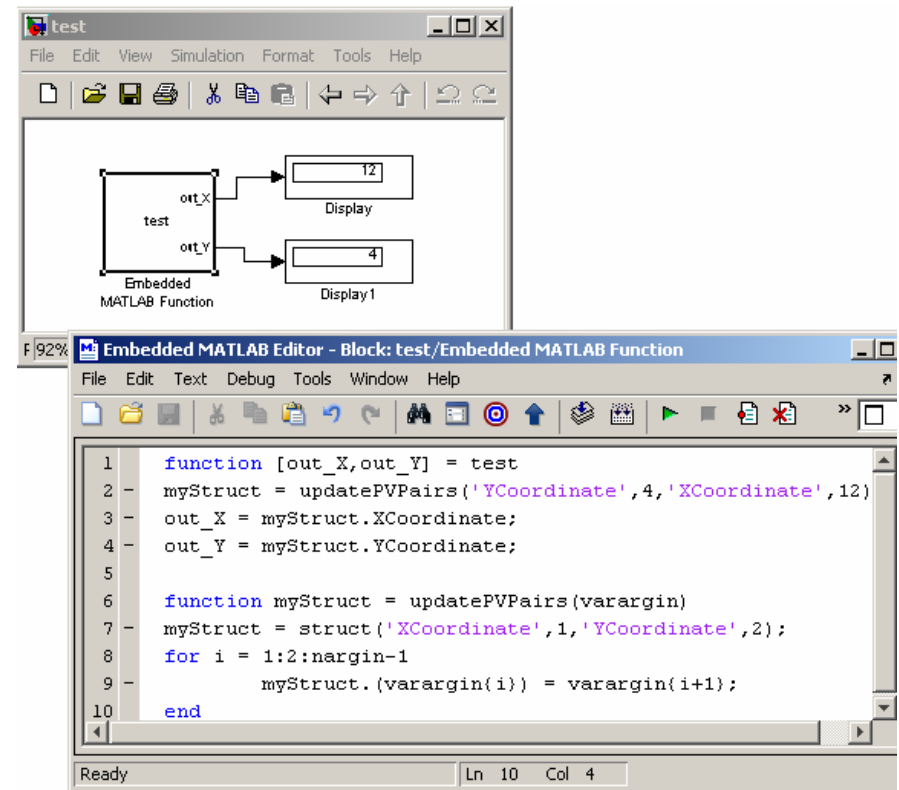 test
File Edit View Simulation Format Tools Help
out_X
test
out_Y
Embedded
MATLAB Function
12
Display
4
Display1
F 92%
Embedded MATLAB Editor - Block: test/Embedded MATLAB Function
File Edit Text Debug Tools Window Help
1 function [out_X,out_Y] = test
2 - myStruct = updatePVPairs('YCoordinate',4,'XCoordinate',12)
3 - out_X = myStruct.XCoordinate;
4 - out_Y = myStruct.YCoordinate;
5
6 function myStruct = updatePVPairs(varargin)
7 - myStruct = struct('XCoordinate',1,'YCoordinate',2);
8 for i = 1:2:nargin-1
9 - myStruct.(varargin{i}) = varargin{i+1};
10 end
Ready Ln 10 Col 4